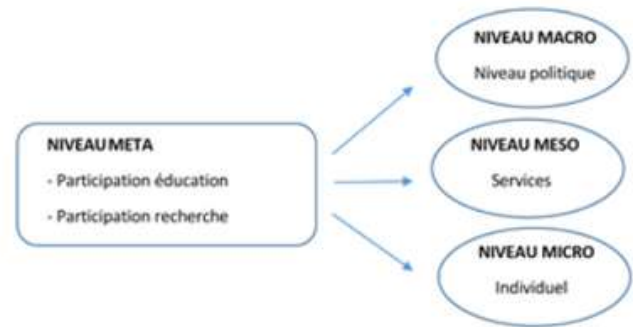 NIVEAU META
- Participation éducation
- Participation recherche
NIVEAU MACRO
Niveau politique
NIVEAU MESO
Services
NIVEAU MICRO
Individuel